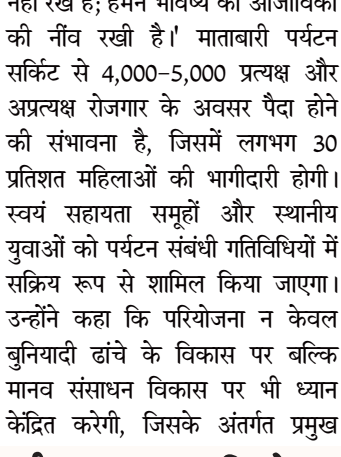 नहीं रखे हैं; हमने भविष्य की आजीविका
की नींव रखी है।' माताबारी पर्यटन
सर्किट से 4,000–5,000 प्रत्यक्ष और
अप्रत्यक्ष रोजगार के अवसर पैदा होने
की संभावना है, जिसमें लगभग 30
प्रतिशत महिलाओं की भागीदारी होगी।
स्वयं सहायता समूहों और स्थानीय
युवाओं को पर्यटन संबंधी गतिविधियों में
सक्रिय रूप से शामिल किया जाएगा।
उन्होंने कहा कि परियोजना न केवल
बुनियादी ढांचे के विकास पर बल्कि
मानव संसाधन विकास पर भी ध्यान
केंद्रित करेगी, जिसके अंतर्गत प्रमुख